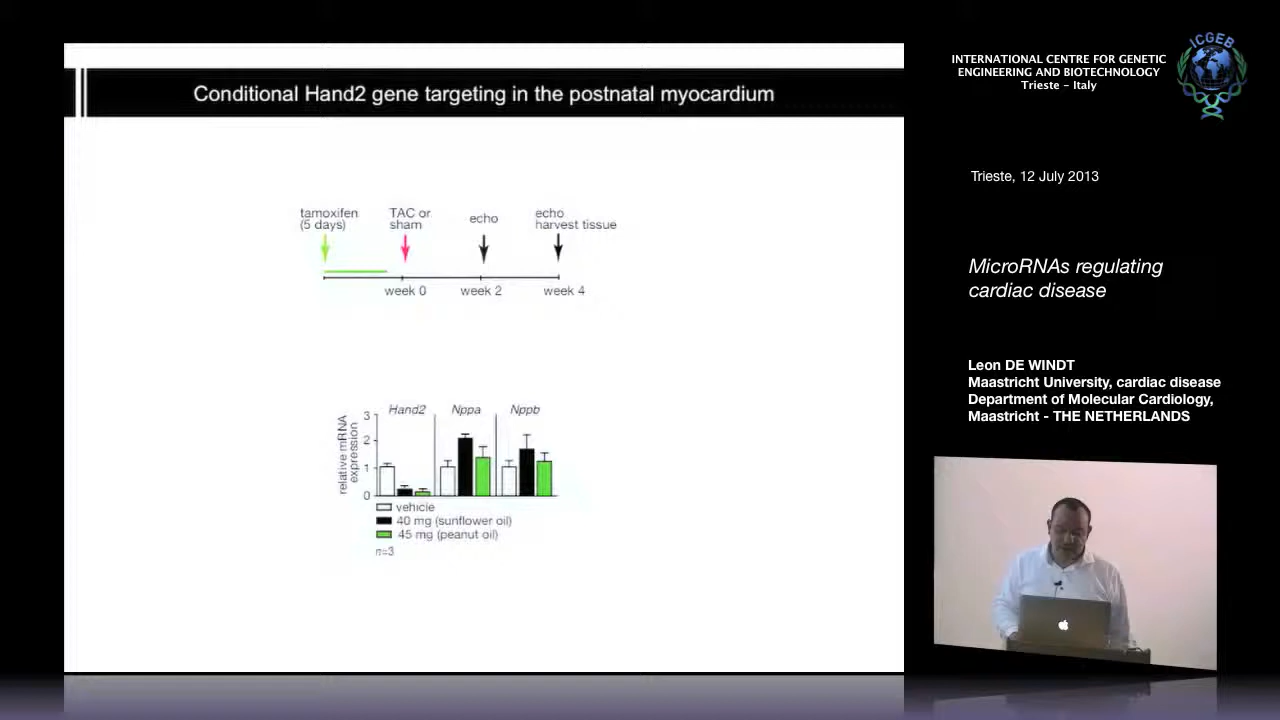 Conditional Hand2 gene targeting in the postnatal myocardium
tamoxifen
(5 days)
TAC or
sham
echo
echo
harvest tissue
week 0
week 2
week 4
relative mRNA
expression
3
2
1
0
Hand2
Nppa
Nppb
vehicle
40 mg (sunflower oil)
45 mg (peanut oil)
n=3
INTERNATIONAL CENTRE FOR GENETIC
ENGINEERING AND BIOTECHNOLOGY
Trieste - Italy
ICGEB
Trieste, 12 July 2013
MicroRNAs regulating
cardiac disease
Leon DE WINDT
Maastricht University, cardiac disease
Department of Molecular Cardiology,
Maastricht - THE NETHERLANDS